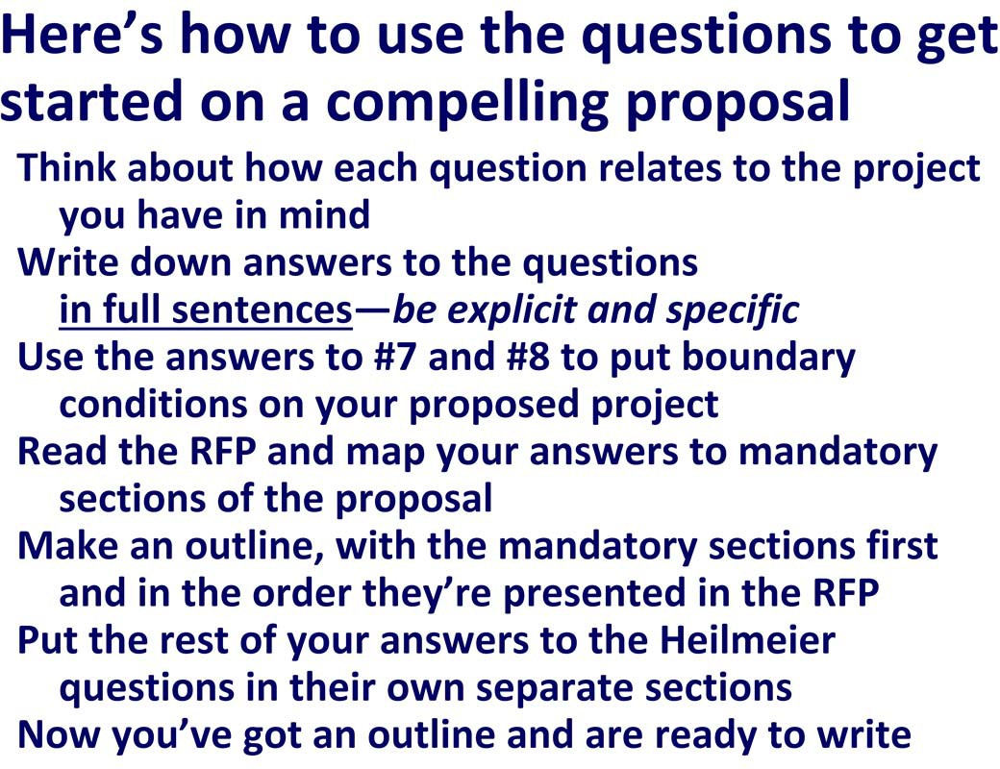 Here’s how to use the questions to get
started on a compelling proposal
Think about how each question relates to the project
you have in mind
Write down answers to the questions
in full sentences—be explicit and specific
Use the answers to #7 and #8 to put boundary
conditions on your proposed project
Read the RFP and map your answers to mandatory
sections of the proposal
Make an outline, with the mandatory sections first
and in the order they’re presented in the RFP
Put the rest of your answers to the Heilmeier
questions in their own separate sections
Now you’ve got an outline and are ready to write